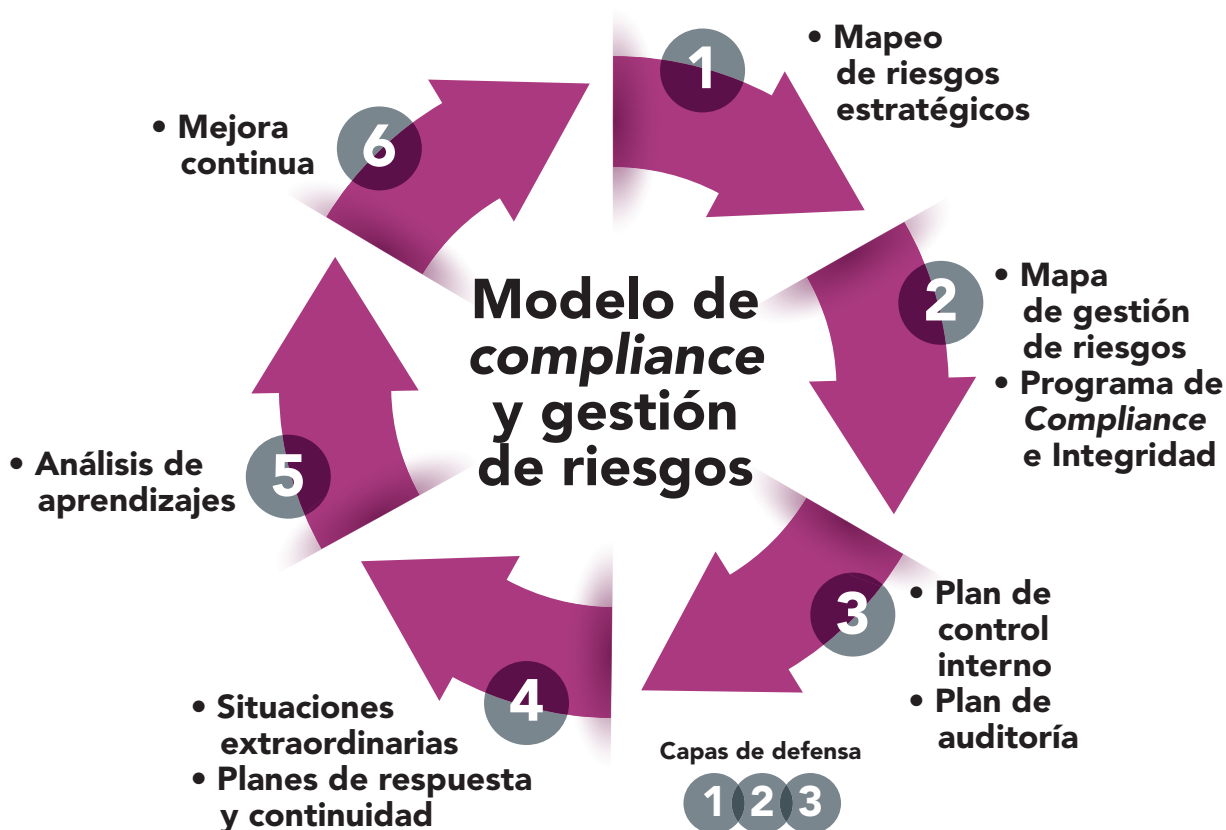 1
• Mapeo
de riesgos
estratégicos
2
• Mapa
de gestión
de riesgos
• Programa de
Compliance
e Integridad
3
• Plan de
control
interno
• Plan de
auditoría
Capas de defensa
1 2 3
4
• Situaciones
extraordinarias
• Planes de respuesta
y continuidad
5
• Análisis de
aprendizajes
6
• Mejora
continua
Modelo de
compliance
y gestión
de riesgos